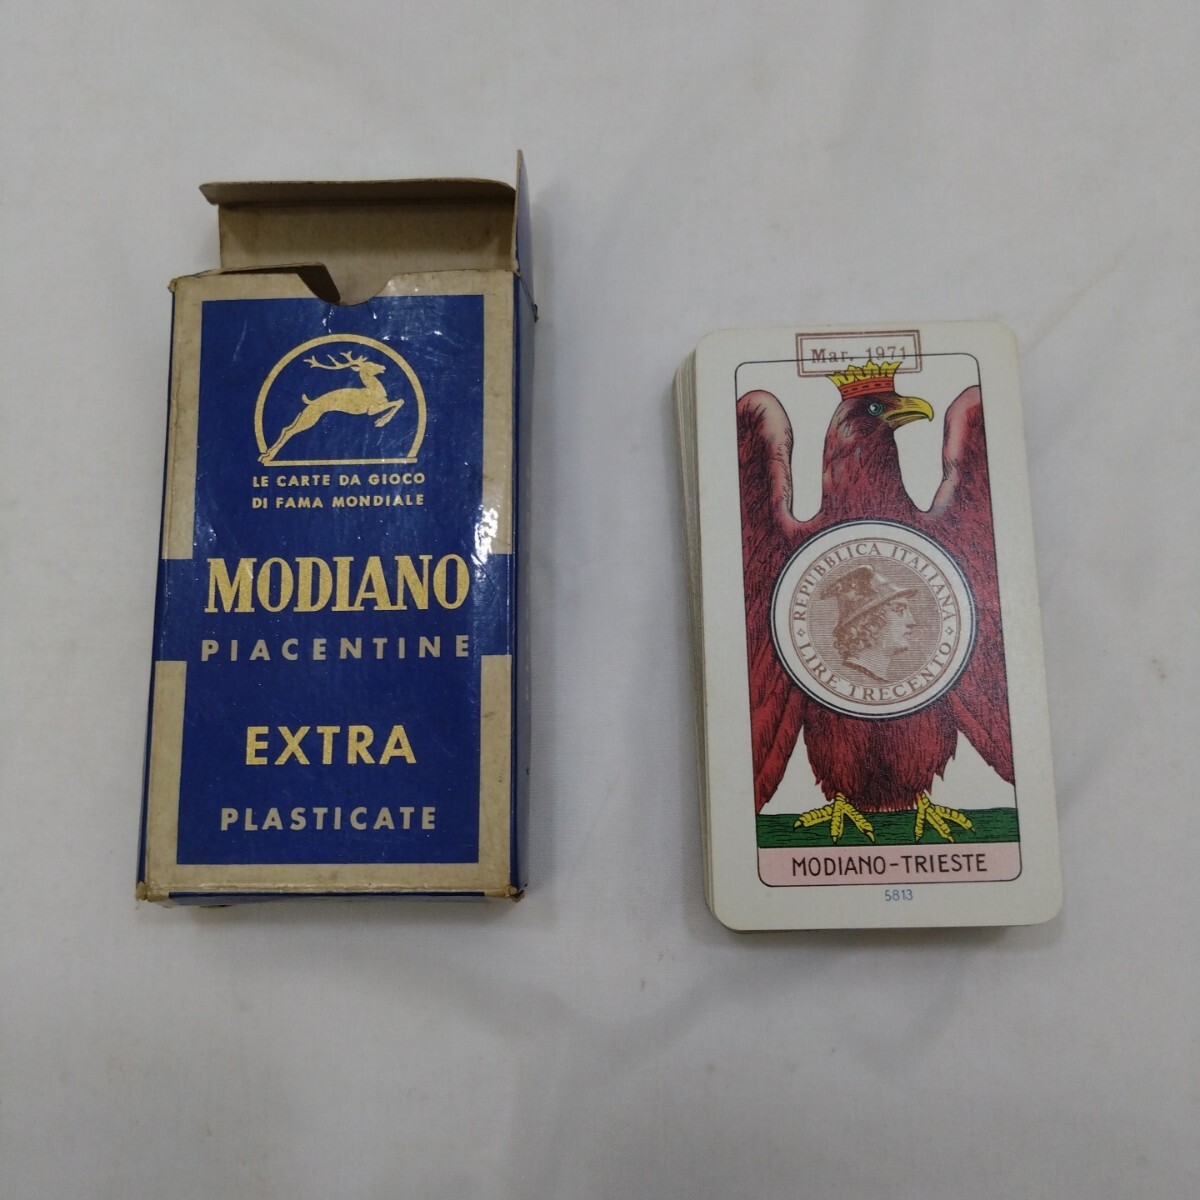 LE CARTE DA GIOCO
DI FAMA MONDIALE
MODIANO
PIACENTINE
EXTRA
PLASTICATE
Mar. 1971
REPUBBLICA ITALIANA
LIRE TRECENTO
MODIANO-TRIESTE
5813